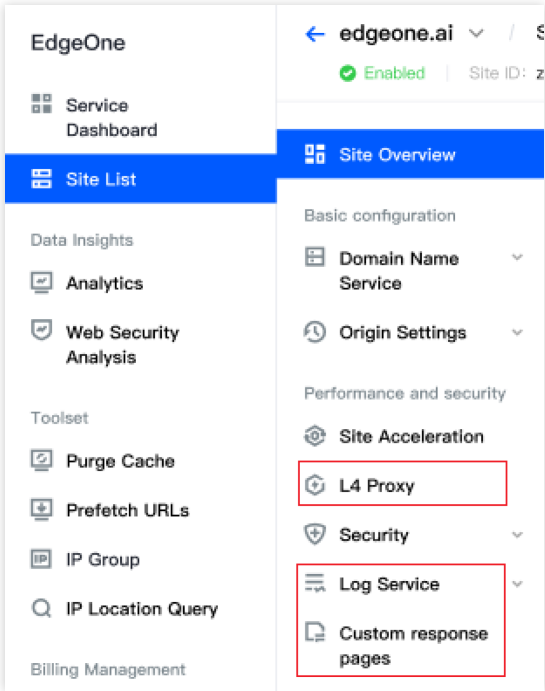 EdgeOne
Service
Dashboard
Site List
Data Insights
Analytics
Web Security
Analysis
Toolset
Purge Cache
Prefetch URLs
IP Group
IP Location Query
Billing Management
edgeone.ai /
Enabled Site ID:
Site Overview
Basic configuration
Domain Name
Service
Origin Settings
Performance and security
Site Acceleration
L4 Proxy
Security
Log Service
Custom response
pages